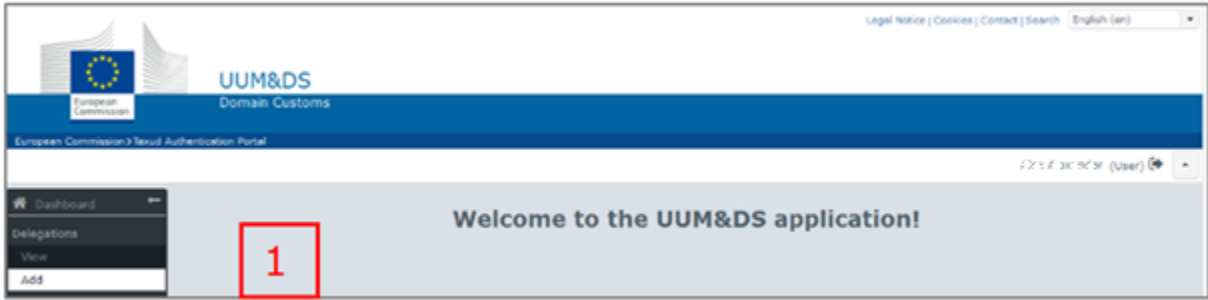 Legal Notice | Cookies | Contact | Search English (en)
UUM&DS
European Commission
Domain Customs
European Commission > Taxud Authentication Portal
(User)
Dashboard
Welcome to the UUM&DS application!
Delegations
View
1
Add